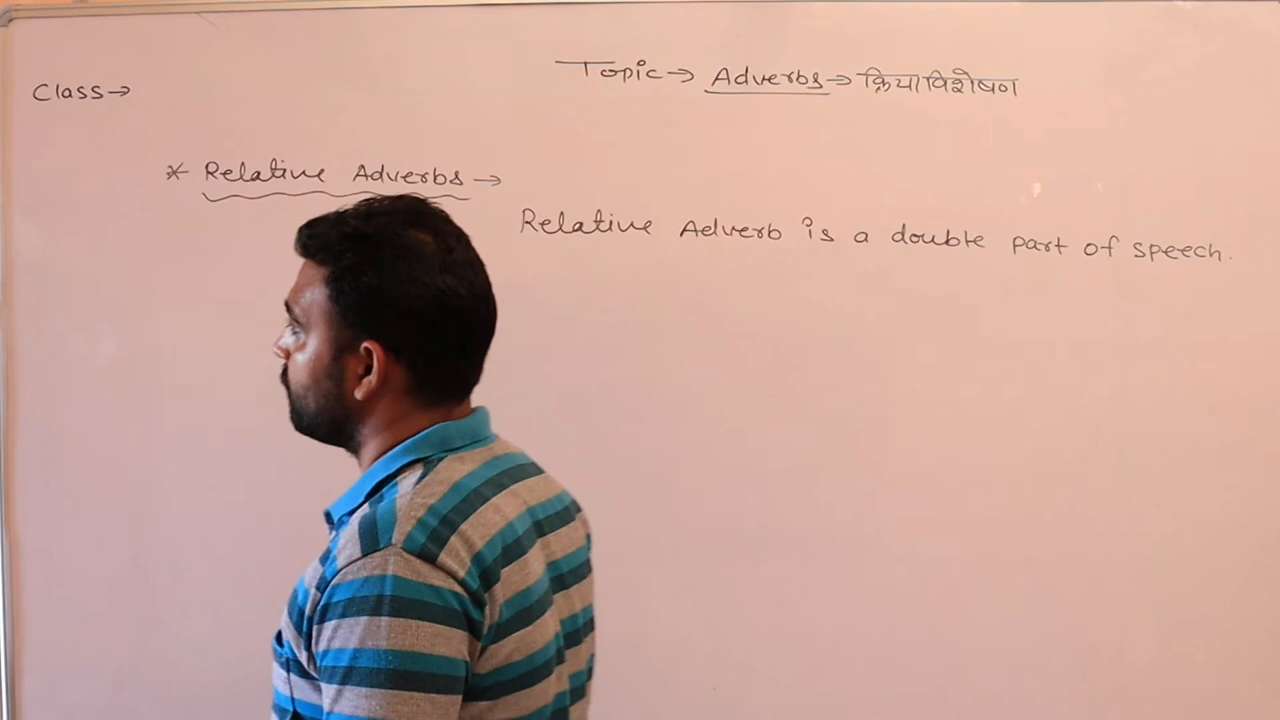 Topic→ Adverbs→ क्रियाविशेषण
Class→
* Relative Adverbs →
Relative Adverb is a double part of speech.